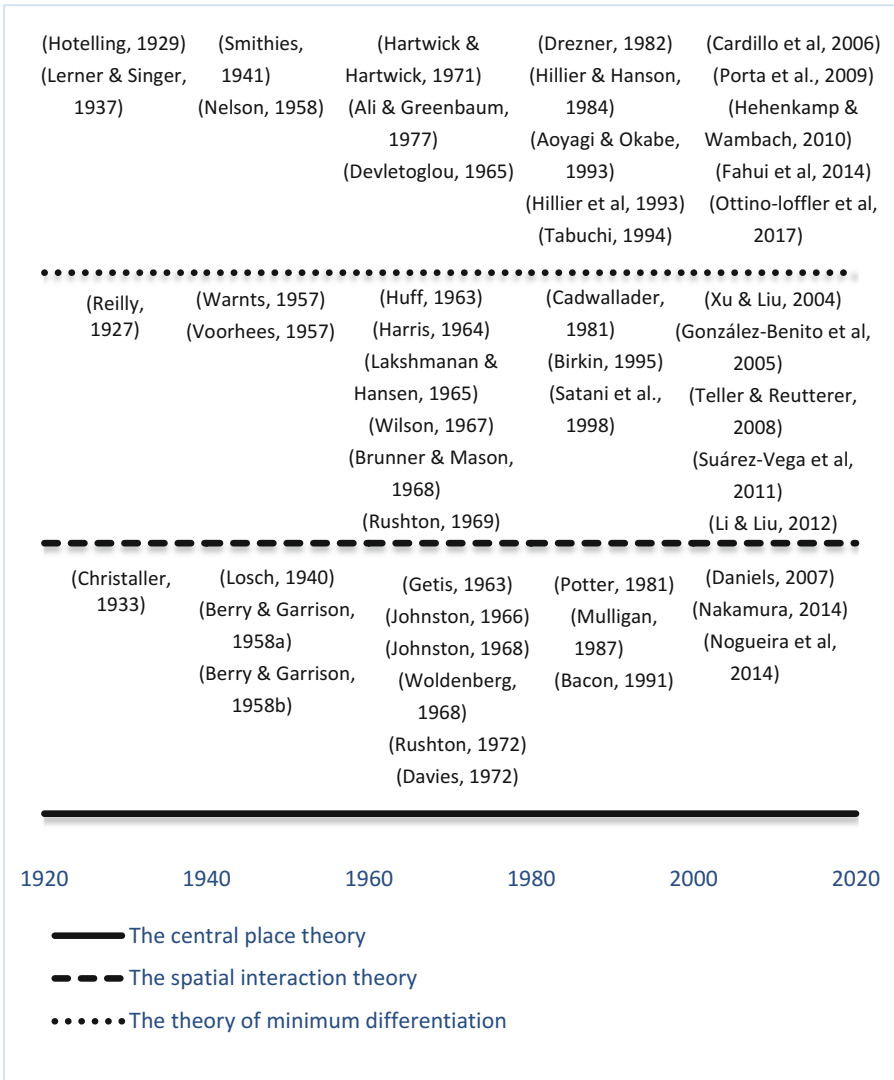 (Hotelling, 1929)
(Lerner & Singer,
1937)
(Smithies,
1941)
(Nelson, 1958)
(Hartwick &
Hartwick, 1971)
(Ali & Greenbaum,
1977)
(Devletoglou, 1965)
(Drezner, 1982)
(Hillier & Hanson,
1984)
(Aoyagi & Okabe,
1993)
(Hillier et al, 1993)
(Tabuchi, 1994)
(Cardillo et al, 2006)
(Porta et al., 2009)
(Hehenkamp &
Wambach, 2010)
(Fahui et al, 2014)
(Ottino-loffler et al,
2017)
(Reilly,
1927)
(Warnts, 1957)
(Voorhees, 1957)
(Huff, 1963)
(Harris, 1964)
(Lakshmanan &
Hansen, 1965)
(Wilson, 1967)
(Brunner & Mason,
1968)
(Rushton, 1969)
(Cadwallader,
1981)
(Birkin, 1995)
(Satani et al.,
1998)
(Xu & Liu, 2004)
(González-Benito et al,
2005)
(Teller & Reutterer,
2008)
(Suárez-Vega et al,
2011)
(Li & Liu, 2012)
(Christaller,
1933)
(Losch, 1940)
(Berry & Garrison,
1958a)
(Berry & Garrison,
1958b)
(Getis, 1963)
(Johnston, 1966)
(Johnston, 1968)
(Woldenberg,
1968)
(Rushton, 1972)
(Davies, 1972)
(Potter, 1981)
(Mulligan,
1987)
(Bacon, 1991)
(Daniels, 2007)
(Nakamura, 2014)
(Nogueira et al,
2014)
1920 1940 1960 1980 2000 2020
The central place theory
The spatial interaction theory
The theory of minimum differentiation